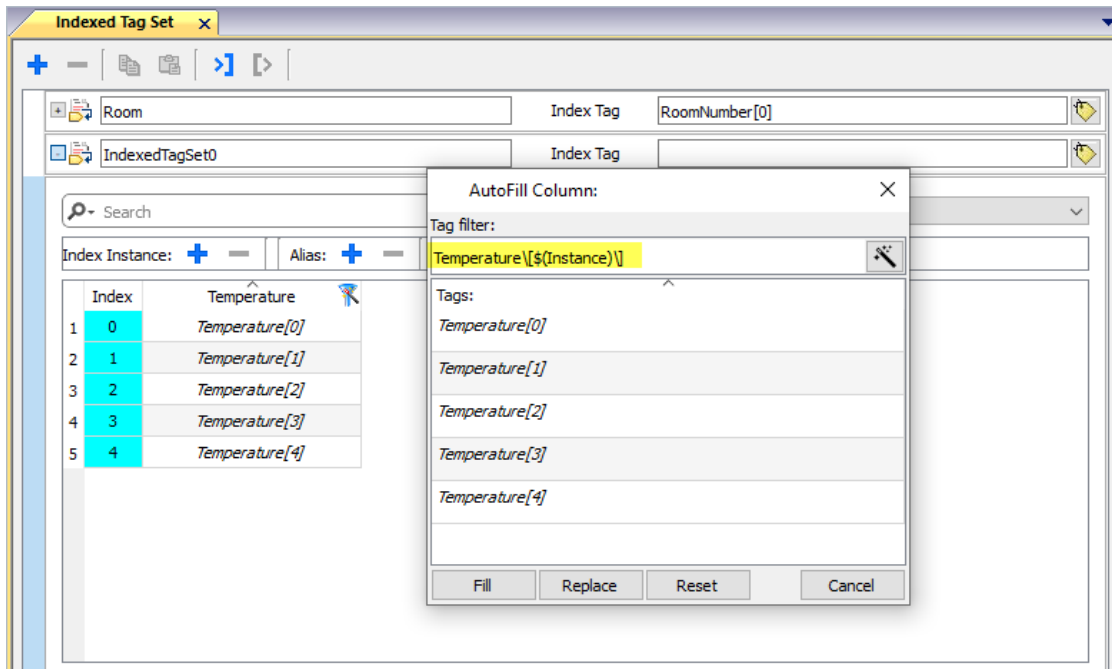 Indexed Tag Set
Room Index Tag RoomNumber[0]
IndexedTagSet0 Index Tag
AutoFill Column:
Search
Tag filter:
Index Instance: Alias:
Temperature\[$(Instance)\]
Index Temperature
Tags:
1 0 Temperature[0]
2 1 Temperature[1]
3 2 Temperature[2]
4 3 Temperature[3]
5 4 Temperature[4]
Temperature[0]
Temperature[1]
Temperature[2]
Temperature[3]
Temperature[4]
Fill Replace Reset Cancel